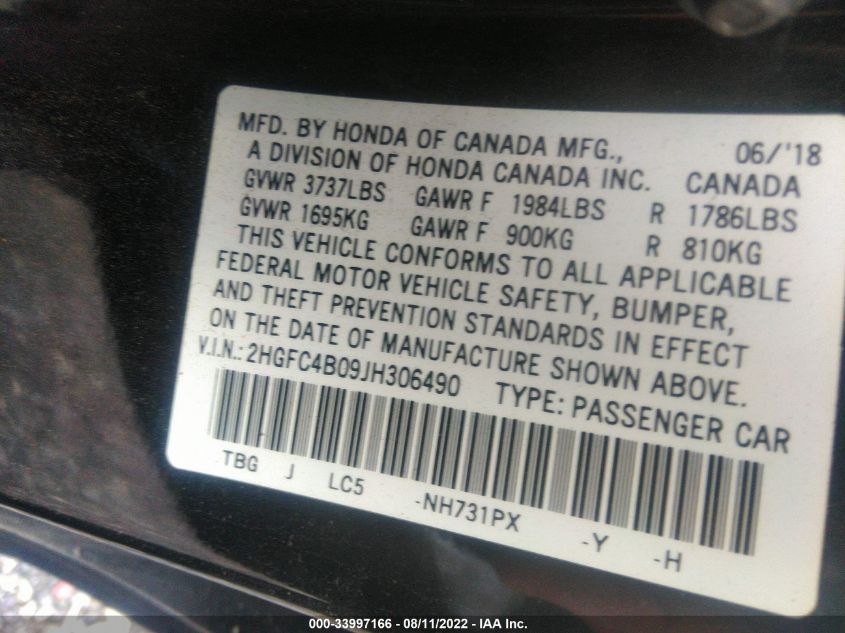 MFD. BY HONDA OF CANADA MFG., 06/'18
A DIVISION OF HONDA CANADA INC. CANADA
GVWR 3737LBS GAWR F 1984LBS R 1786LBS
GVWR 1695KG GAWR F 900KG R 810KG
THIS VEHICLE CONFORMS TO ALL APPLICABLE
FEDERAL MOTOR VEHICLE SAFETY, BUMPER,
AND THEFT PREVENTION STANDARDS IN EFFECT
ON THE DATE OF MANUFACTURE SHOWN ABOVE.
V.I.N.: 2HGFC4B09JH306490 TYPE: PASSENGER CAR
TBG J LC5 -NH731PX -Y -H
000-33997166 - 08/11/2022 - IAA Inc.